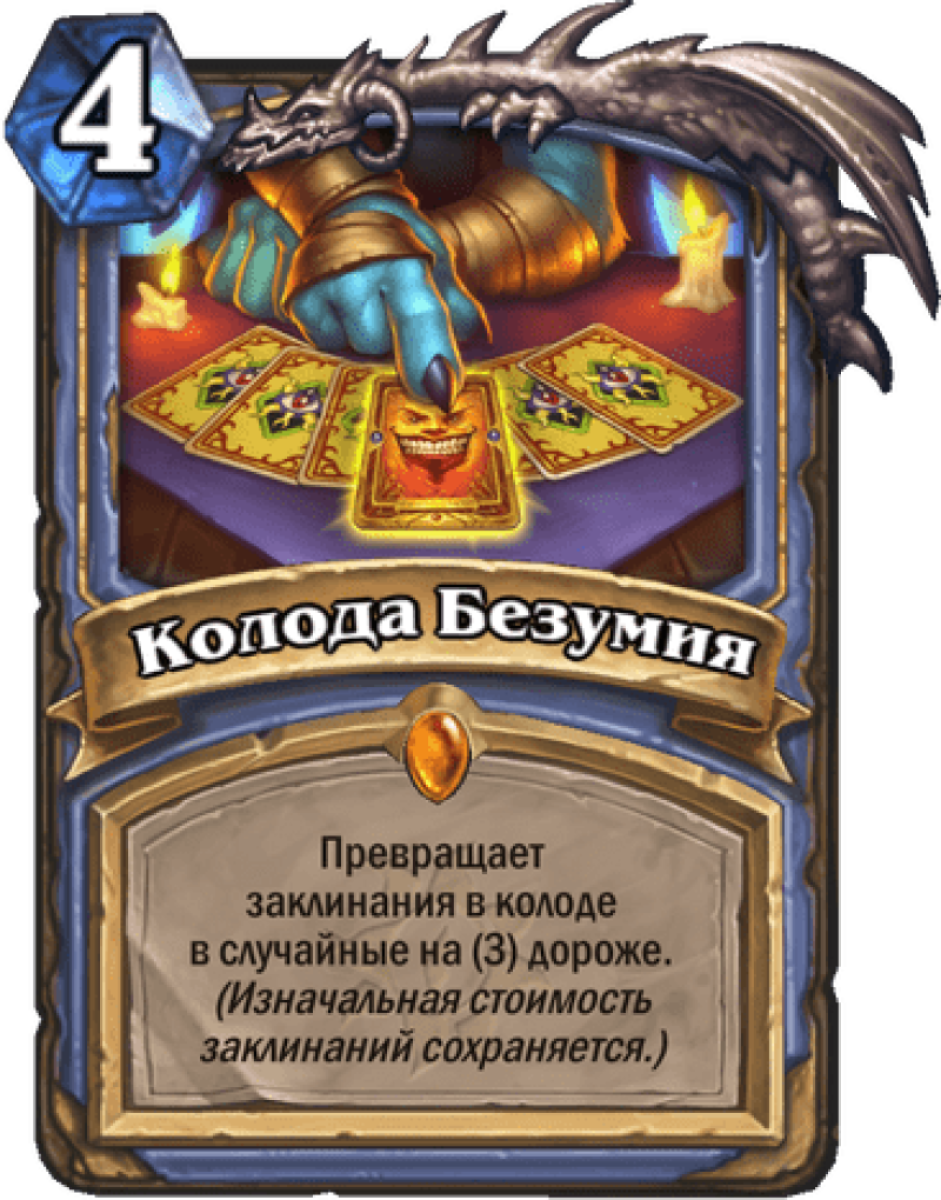 4
Колода Безумия
Превращает
заклинания в колоде
в случайные на (3) дороже.
(Изначальная стоимость
заклинаний сохраняется.)